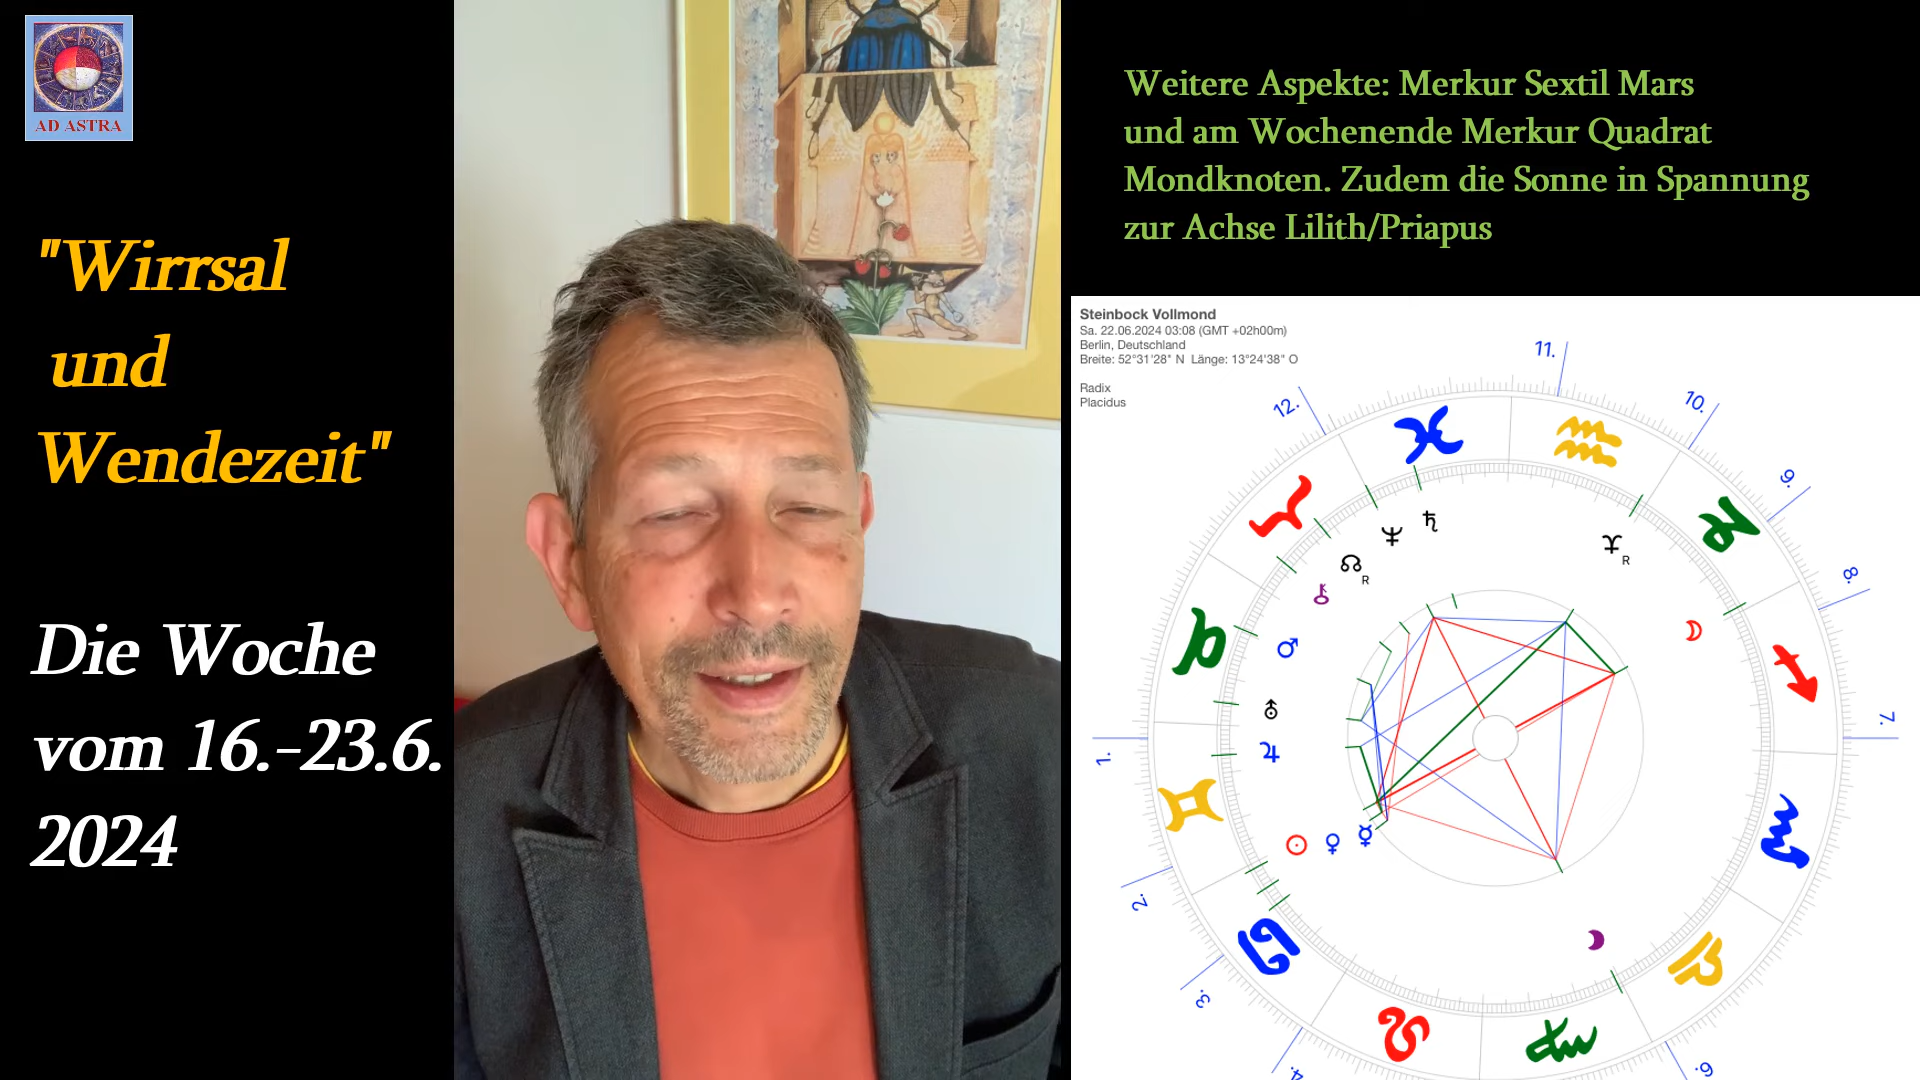 AD ASTRA
"Wirrsal
und
Wendezeit"
Die Woche
vom 16.-23.6.
2024
Weitere Aspekte: Merkur Sextil Mars
und am Wochenende Merkur Quadrat
Mondknoten. Zudem die Sonne in Spannung
zur Achse Lilith/Priapus
Steinbock Vollmond
Sa. 22.06.2024 03:08 (GMT +02h00m)
Berlin, Deutschland
Breite: 52°31'28" N Länge: 13°24'38" O
Radix
Placidus
11.
10.
12.
9.
8.
7.
1.
2.
3.
4.
6.
R
R